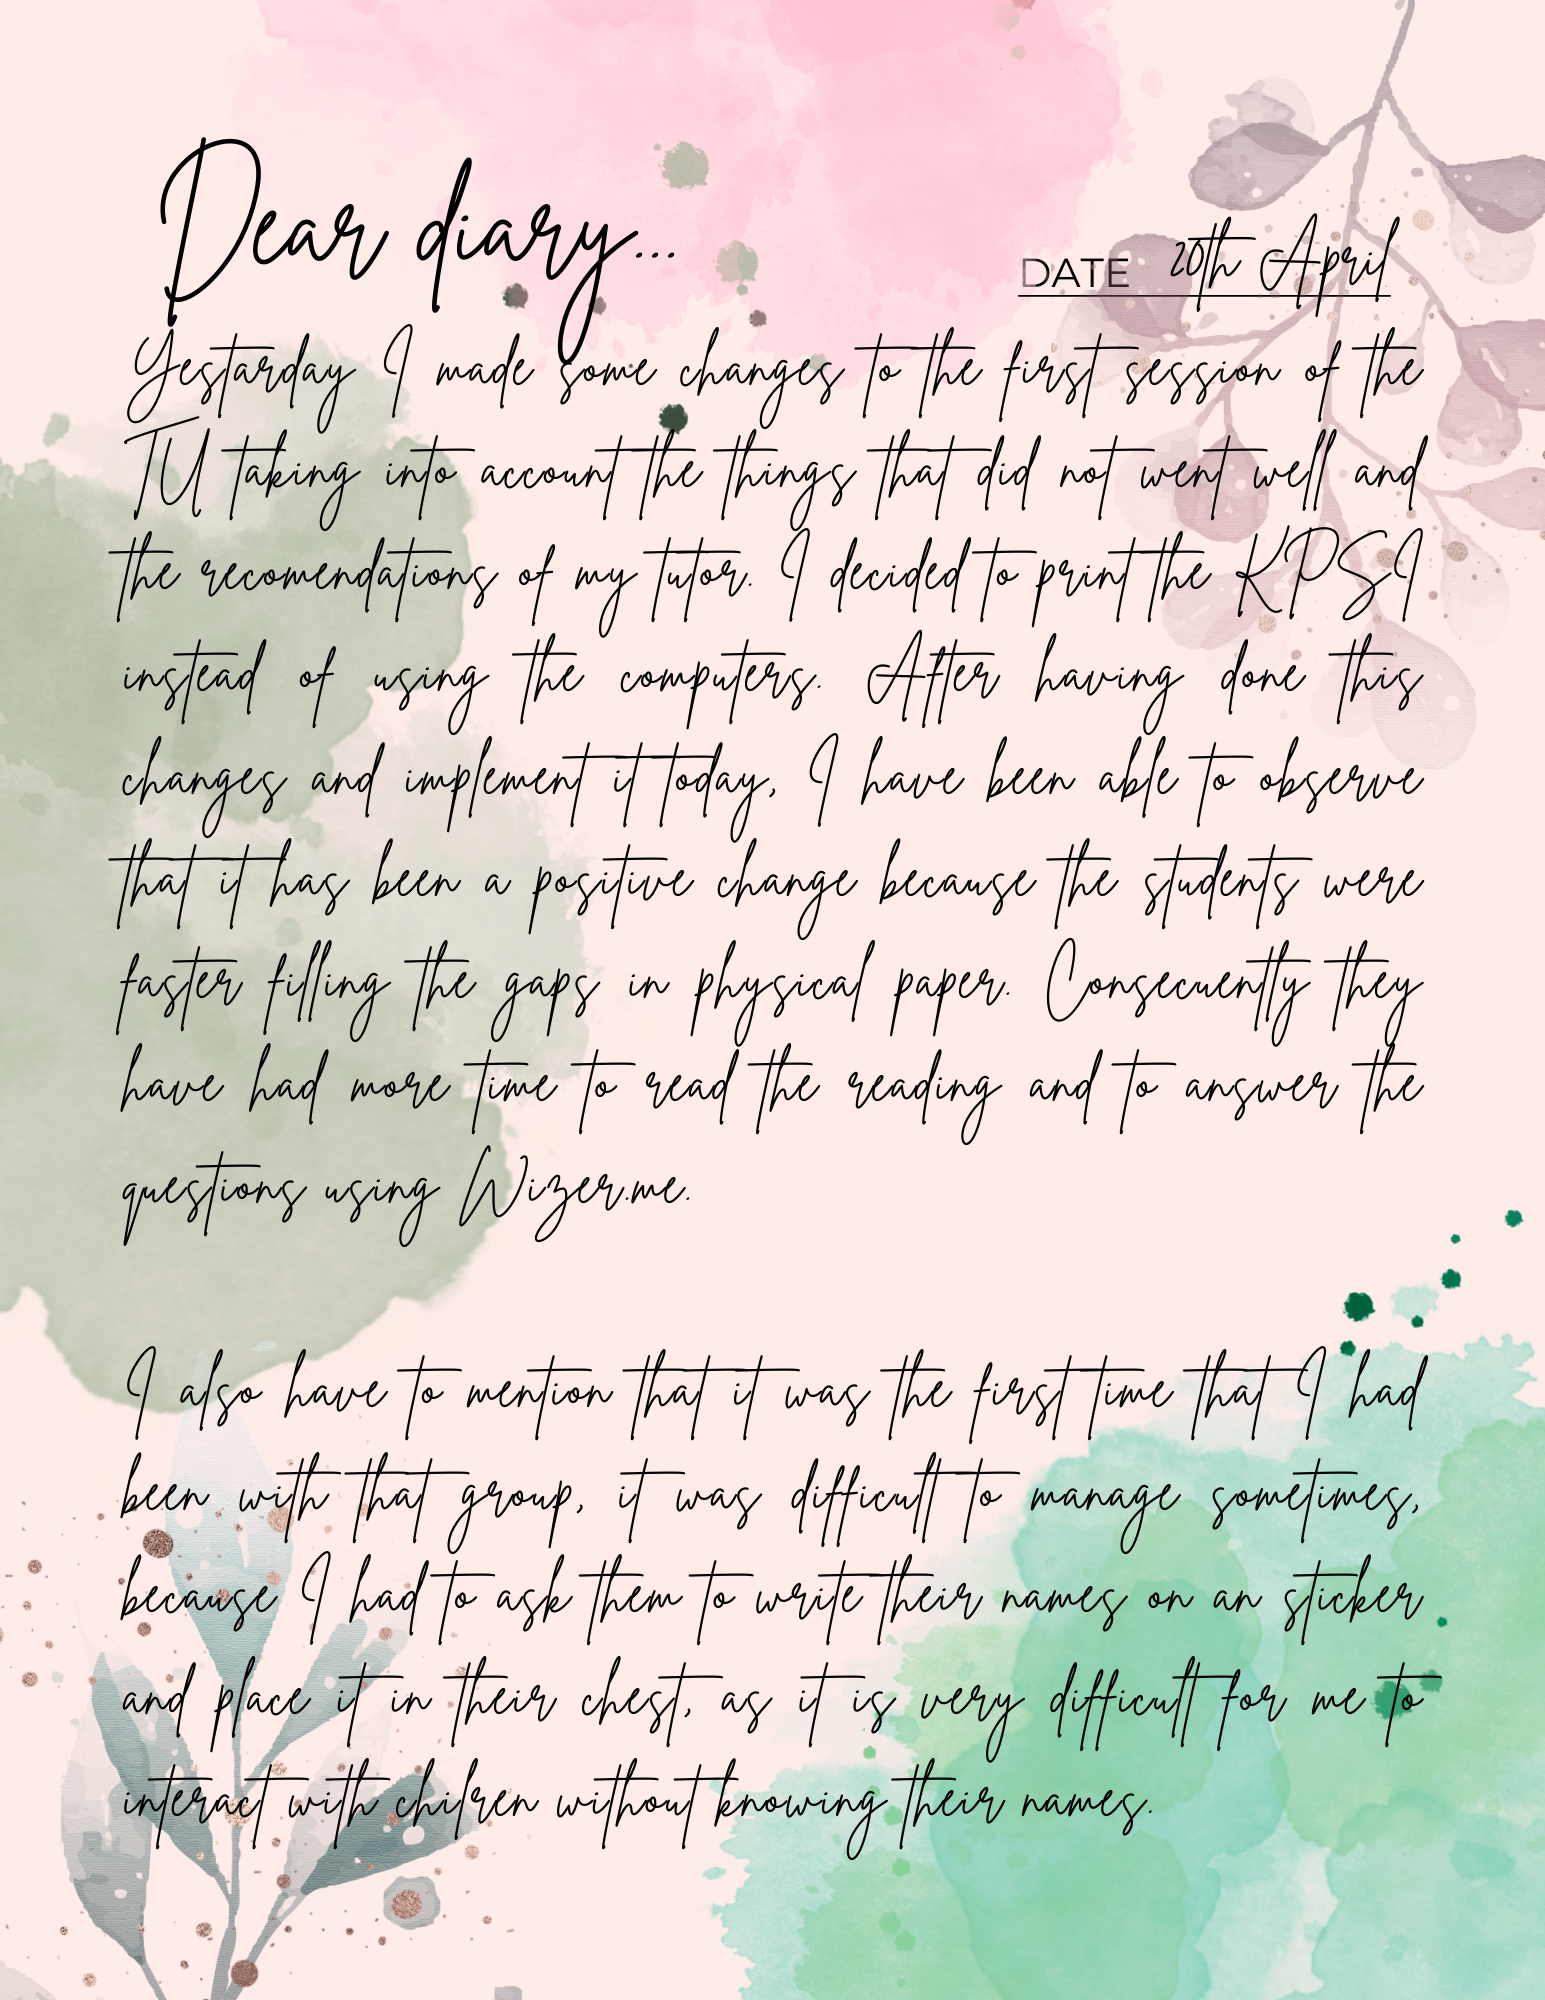 Dear diary...
DATE 20th April
Yestarday I made some changes to the first session of the
TU taking into account the things that did not went well and
the recomendations of my tutor. I decided to print the KPSI
instead of using the computers. After having done this
changes and implement it today, I have been able to observe
that it has been a positive change because the students were
faster filling the gaps in physical paper. Consecuently they
have had more time to read the reading and to answer the
questions using Wizer.me.
I also have to mention that it was the first time that I had
been with that group, it was difficult to manage sometimes,
because I had to ask them to write their names on an sticker
and place it in their chest, as it is very difficult for me to
interact with chilren without knowing their names.